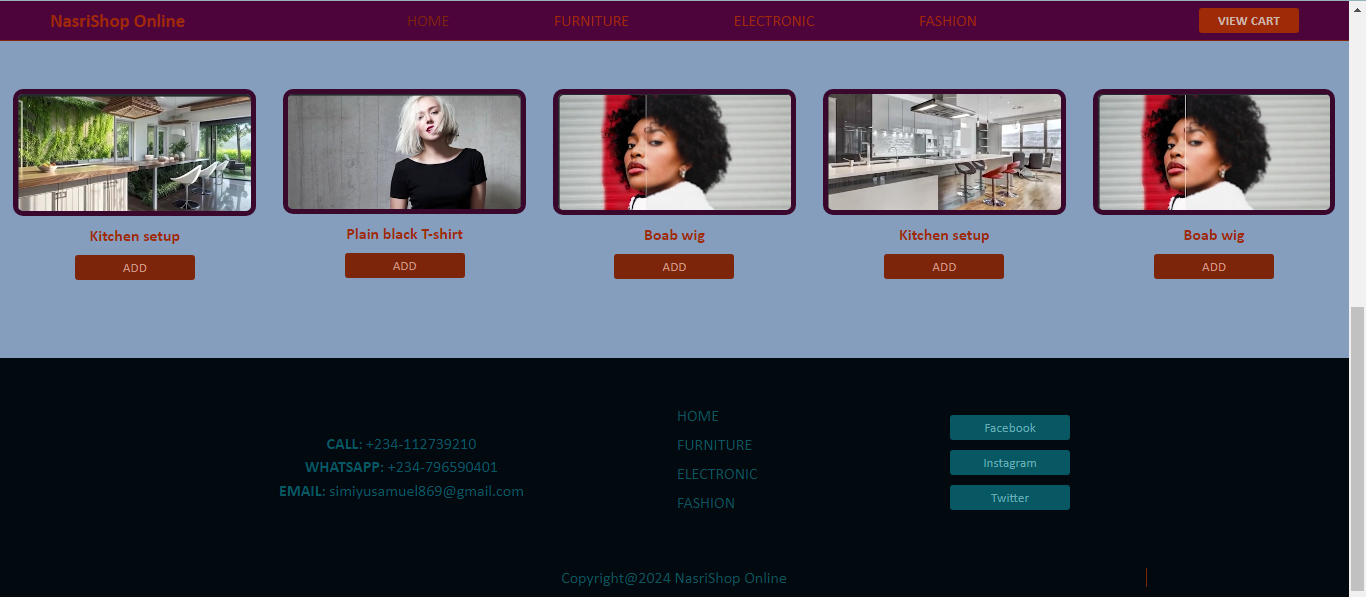 NasriShop Online
HOME
FURNITURE
ELECTRONIC
FASHION
VIEW CART
Kitchen setup
Plain black T-shirt
Boab wig
Kitchen setup
Boab wig
ADD
ADD
ADD
ADD
ADD
CALL: +234-112739210
WHATSAPP: +234-796590401
EMAIL: simiyusamuel869@gmail.com
HOME
FURNITURE
ELECTRONIC
FASHION
Facebook
Instagram
Twitter
Copyright@2024 NasriShop Online